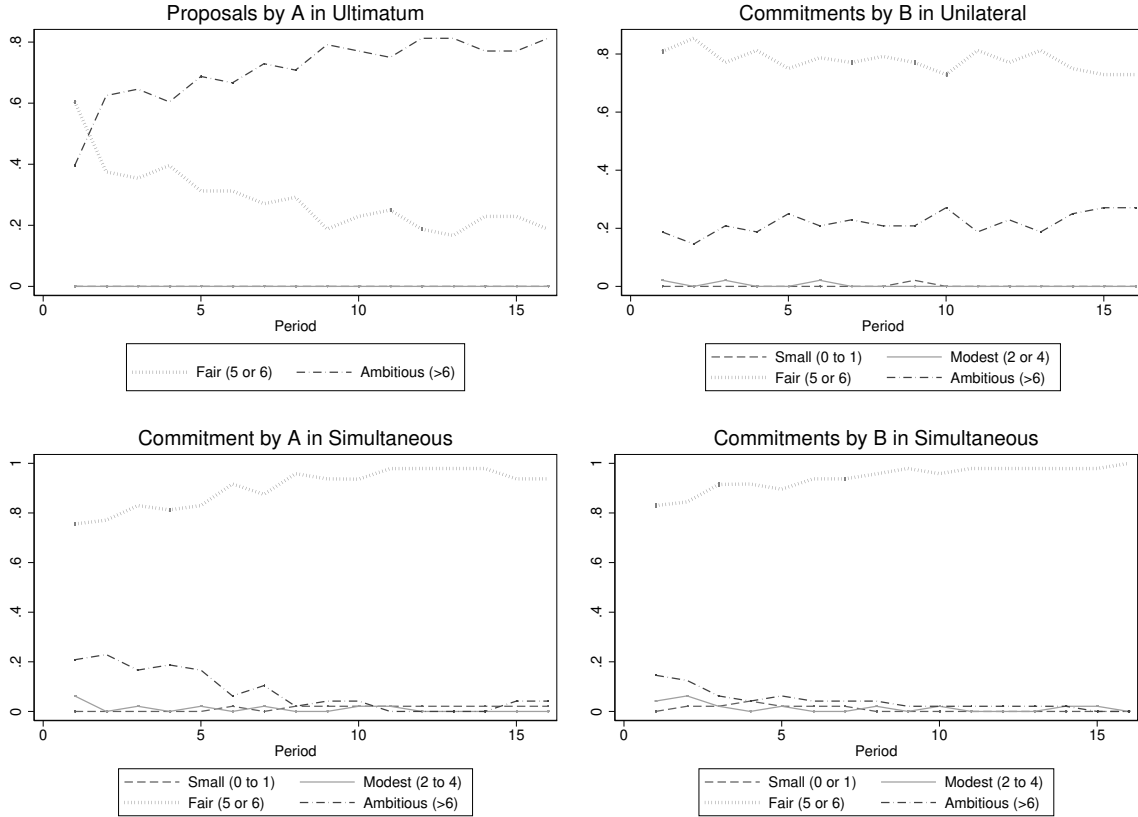 Proposals by A in Ultimatum
0 .2 .4 .6 .8
0 5 10 15
Period
Fair (5 or 6) Ambitious (>6)
Commitments by B in Unilateral
0 .2 .4 .6 .8
0 5 10 15
Period
Small (0 to 1) Modest (2 or 4)
Fair (5 or 6) Ambitious (>6)
Commitment by A in Simultaneous
0 .2 .4 .6 .8 1
0 5 10 15
Period
Small (0 to 1) Modest (2 to 4)
Fair (5 or 6) Ambitious (>6)
Commitments by B in Simultaneous
0 .2 .4 .6 .8 1
0 5 10 15
Period
Small (0 or 1) Modest (2 to 4)
Fair (5 or 6) Ambitious (>6)